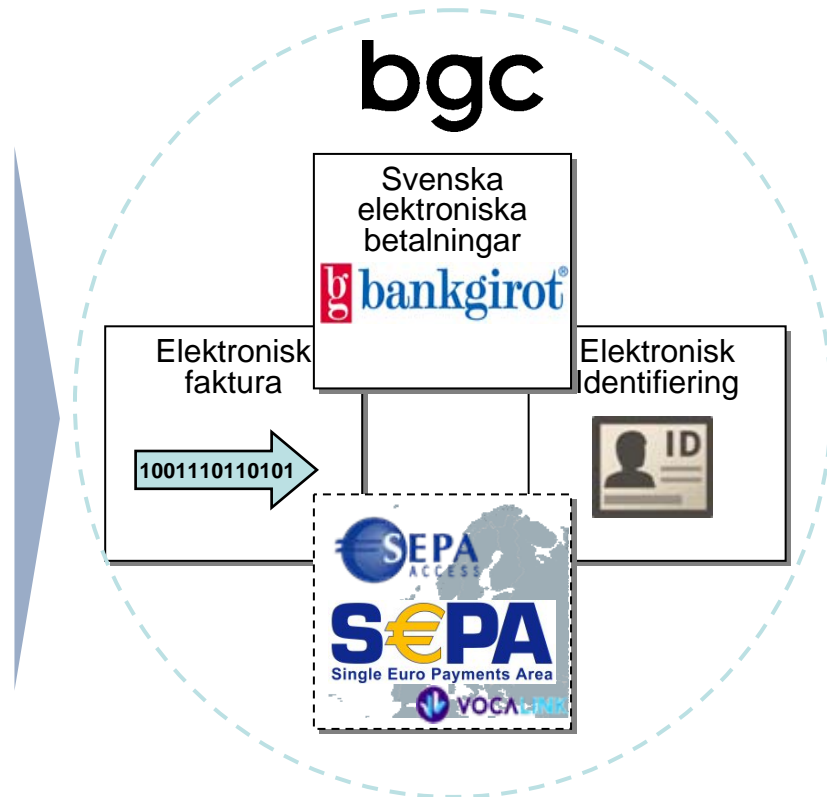 bgc
Svenska
elektroniska
betalningar
bg bankgirot®
Elektronisk
faktura
1001110110101
Elektronisk
Identifiering
ID
SEPA
ACCESS
S€PA
Single Euro Payments Area
VOCALINK